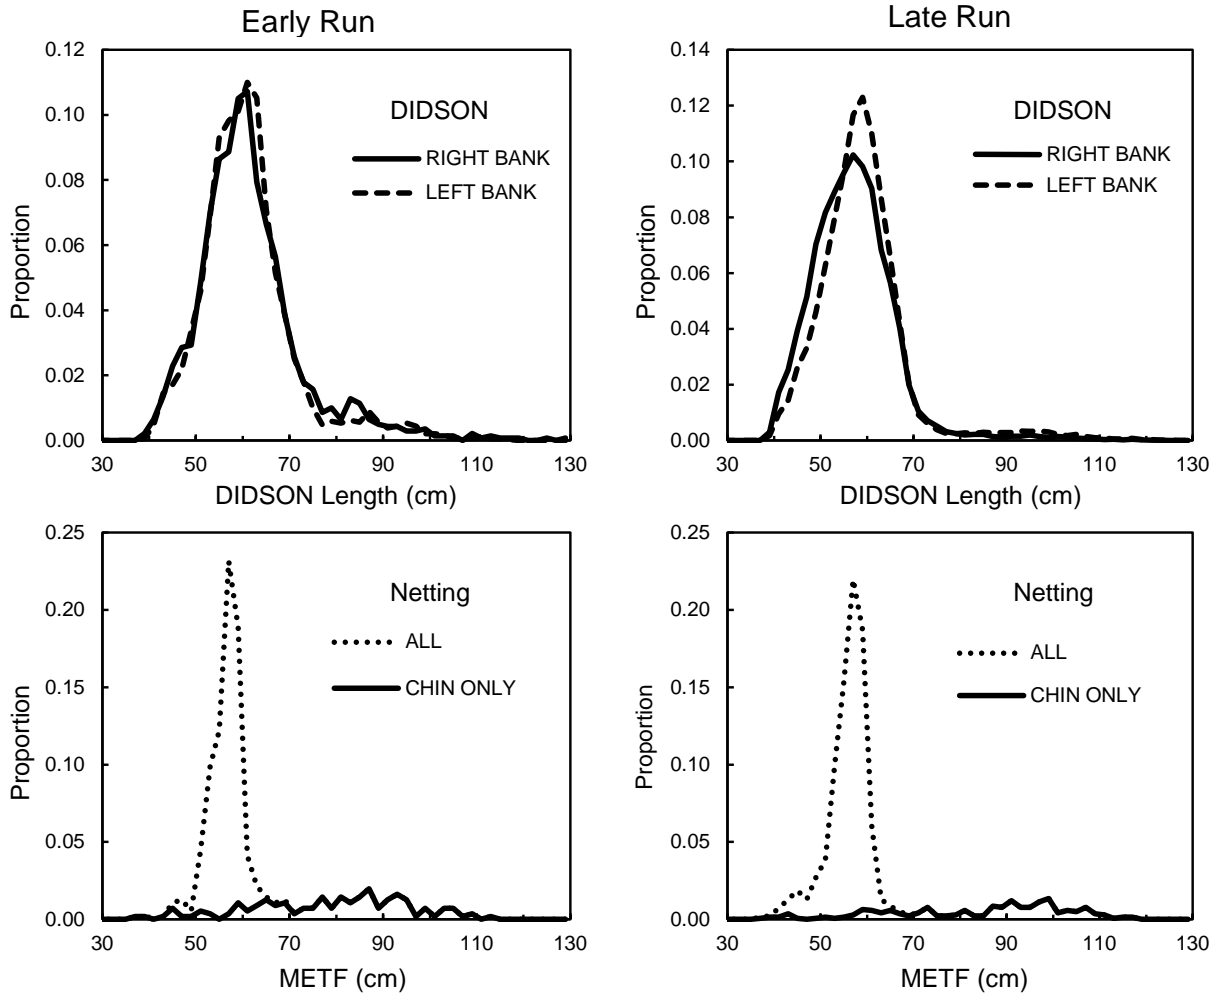 Early Run
Late Run
0.12
0.10
0.08
0.06
0.04
0.02
0.00
Proportion
DIDSON
RIGHT BANK
LEFT BANK
30 50 70 90 110 130
DIDSON Length (cm)
0.14
0.12
0.10
0.08
0.06
0.04
0.02
0.00
Proportion
DIDSON
RIGHT BANK
LEFT BANK
30 50 70 90 110 130
DIDSON Length (cm)
0.25
0.20
0.15
0.10
0.05
0.00
Proportion
Netting
ALL
CHIN ONLY
30 50 70 90 110 130
METF (cm)
0.25
0.20
0.15
0.10
0.05
0.00
Proportion
Netting
ALL
CHIN ONLY
30 50 70 90 110 130
METF (cm)